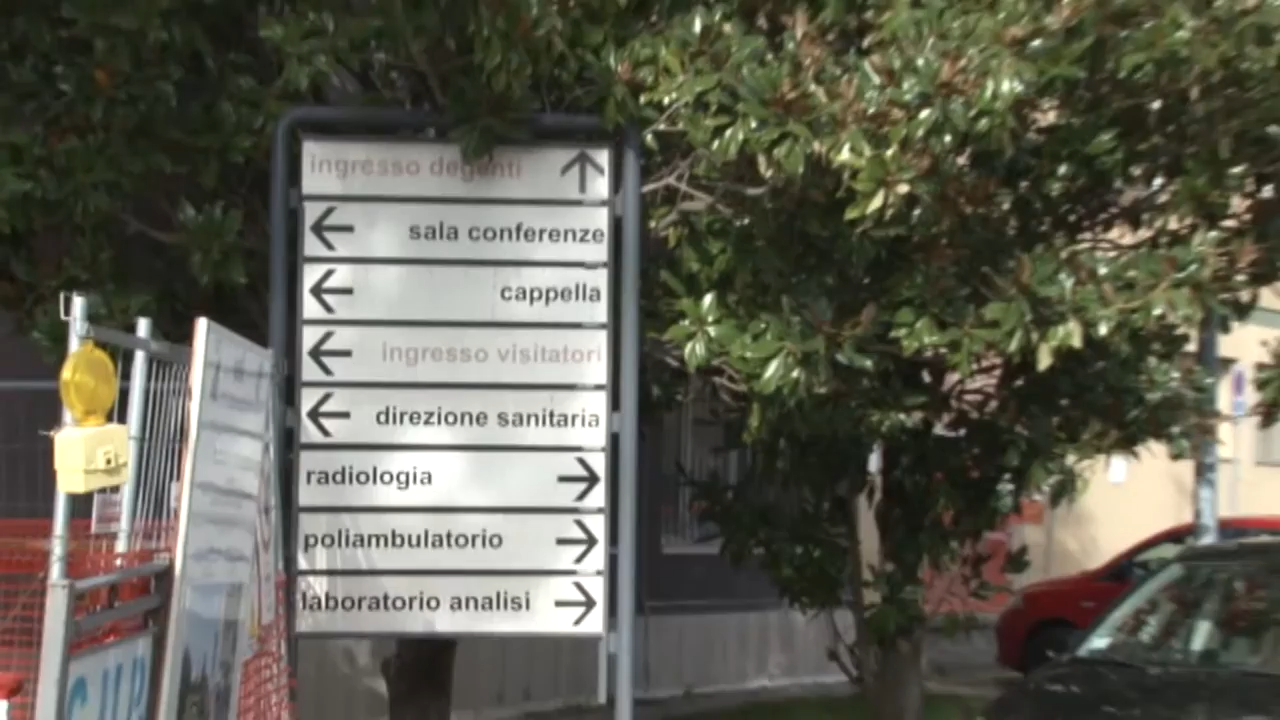 ingresso degenti
sala conferenze
cappella
ingresso visitatori
direzione sanitaria
radiologia
poliambulatorio
laboratorio analisi